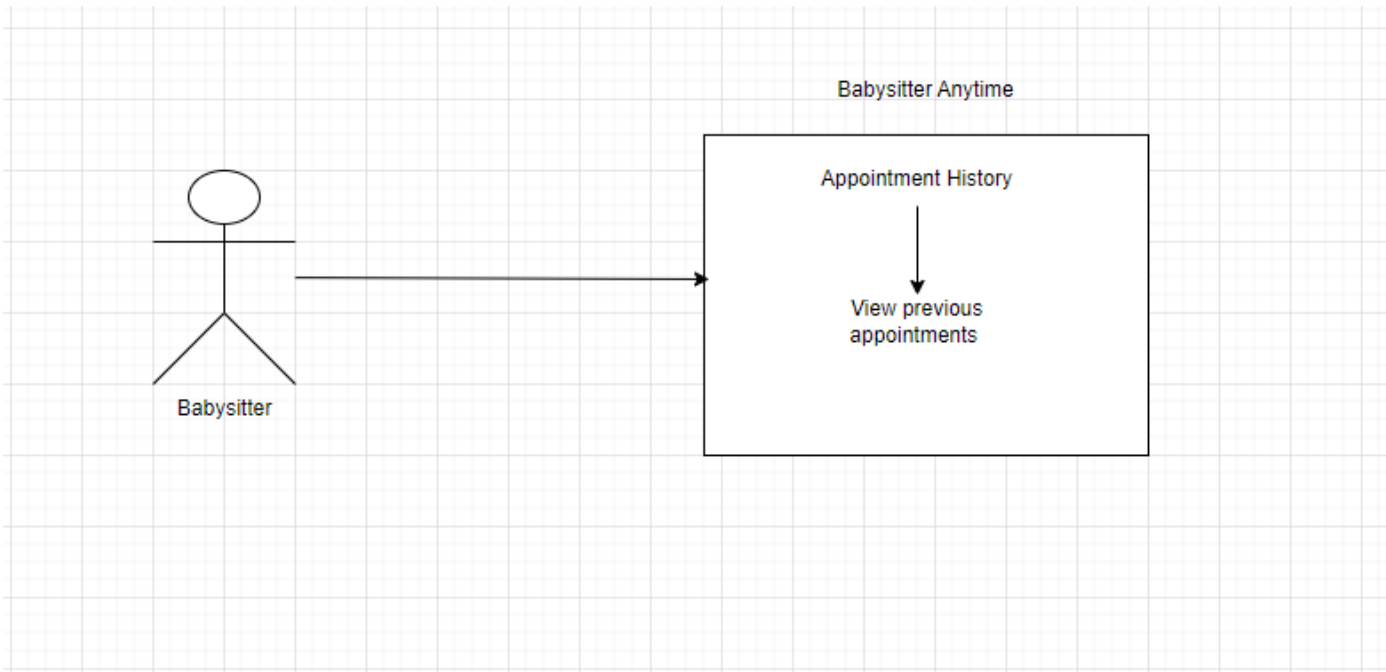 Babysitter Anytime
Appointment History
View previous
appointments
Babysitter